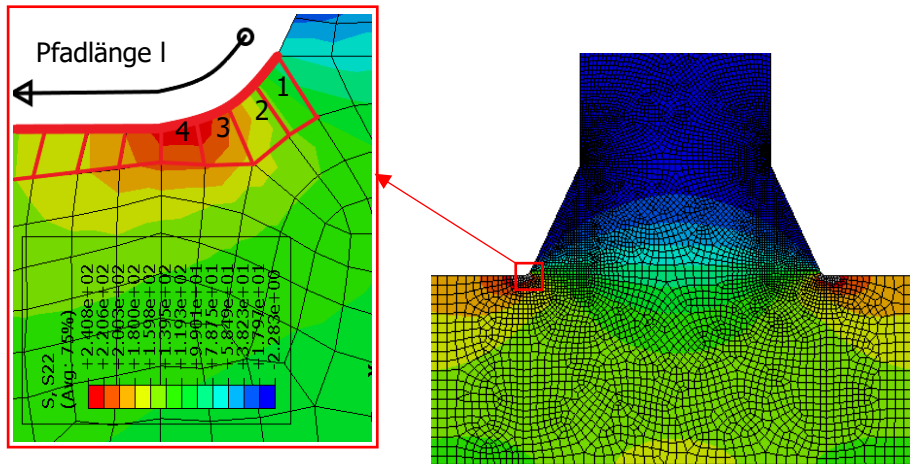 Pfadlänge l
1
2
3
4
S, S22
(Avg: 75%)
+2.408e+02
+2.206e+02
+2.003e+02
+1.800e+02
+1.598e+02
+1.395e+02
+1.193e+02
+9.901e+01
+7.875e+01
+5.849e+01
+3.823e+01
+1.797e+01
-2.283e+00